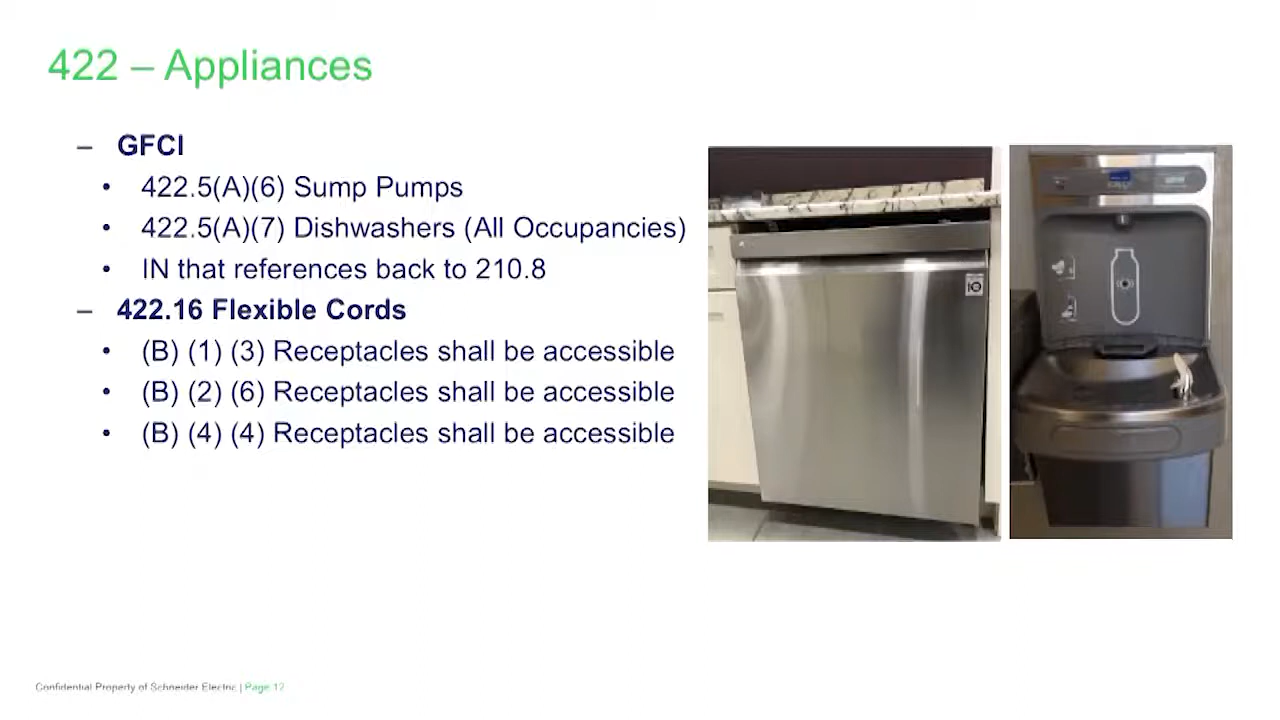 422 – Appliances
– GFCI
• 422.5(A)(6) Sump Pumps
• 422.5(A)(7) Dishwashers (All Occupancies)
• IN that references back to 210.8
– 422.16 Flexible Cords
• (B) (1) (3) Receptacles shall be accessible
• (B) (2) (6) Receptacles shall be accessible
• (B) (4) (4) Receptacles shall be accessible
Confidential Property of Schneider Electric | Page 12